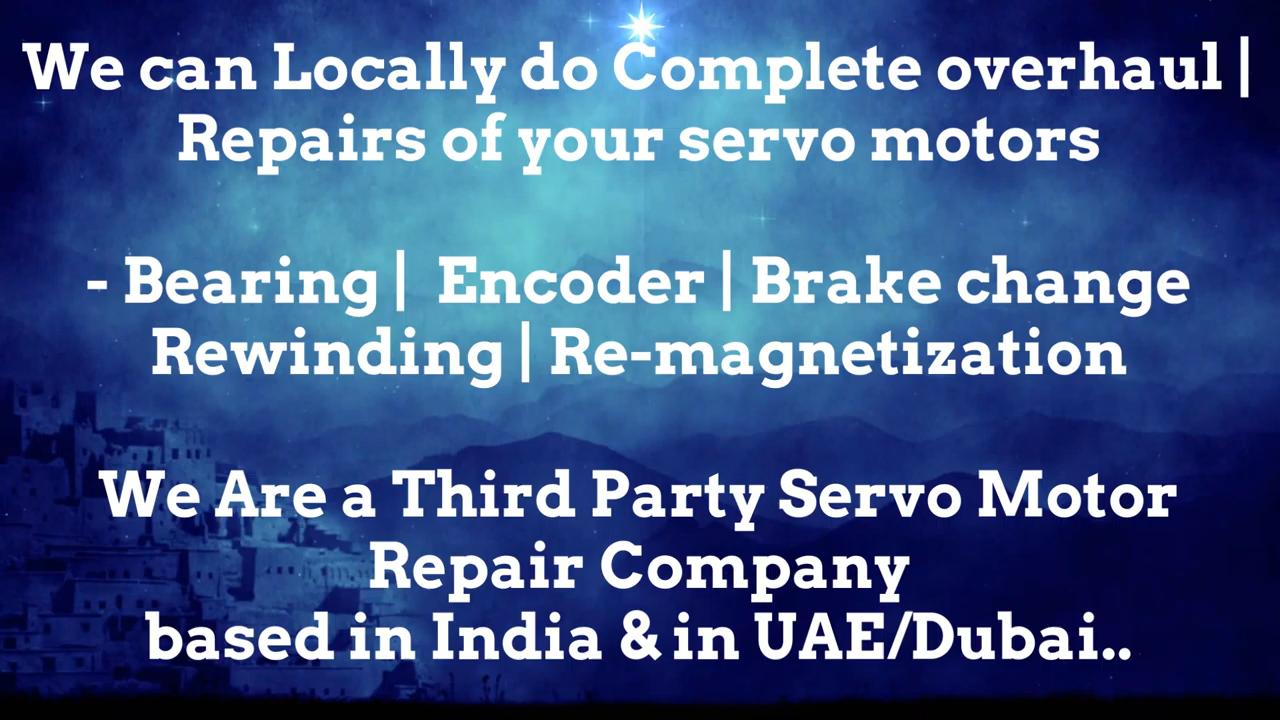 We can Locally do Complete overhaul |
Repairs of your servo motors
- Bearing | Encoder | Brake change
Rewinding | Re-magnetization
We Are a Third Party Servo Motor
Repair Company
based in India & in UAE/Dubai..